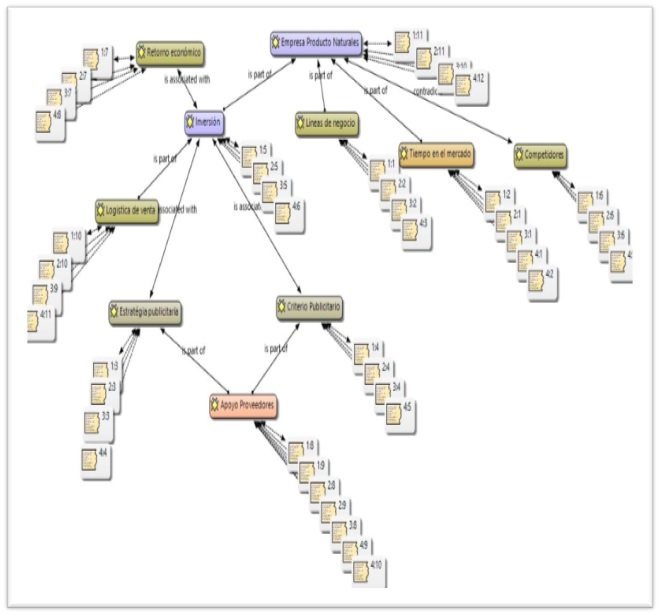 Empresa Producto Naturales
1:11
2:11
4:12
contradic
Retorno económico
1:7
2:7
3:7
4:8
is associated with
is part of
is part of
is part of
Inversión
1:5
2:5
3:5
4:6
Líneas de negocio
1:1
2:2
3:2
4:3
Tiempo en el mercado
1:2
2:1
3:1
4:1
4:2
Competidores
1:6
2:6
3:6
4:
is part of
Logística de venta
associated with
is associat
1:10
2:10
3:9
4:11
Estratégia publicitaria
1:3
2:3
3:3
4:4
Criterio Publicitario
1:4
2:4
3:4
4:5
is part of
is part of
Apoyo Proveedores
1:8
1:9
2:8
2:9
3:8
4:9
4:10